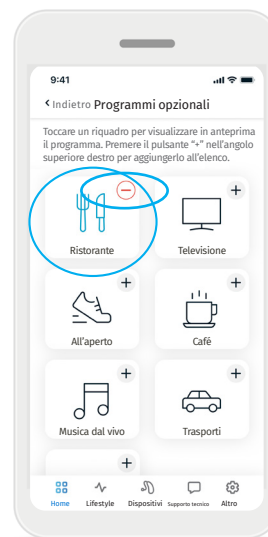 9:41
Indietro Programmi opzionali
Toccare un riquadro per visualizzare in anteprima
il programma. Premere il pulsante “+” nell’angolo
superiore destro per aggiungerlo all’elenco.
Ristorante
Televisione
All’aperto
Café
Musica dal vivo
Trasporti
Home Lifestyle Dispositivi Supporto tecnico Altro